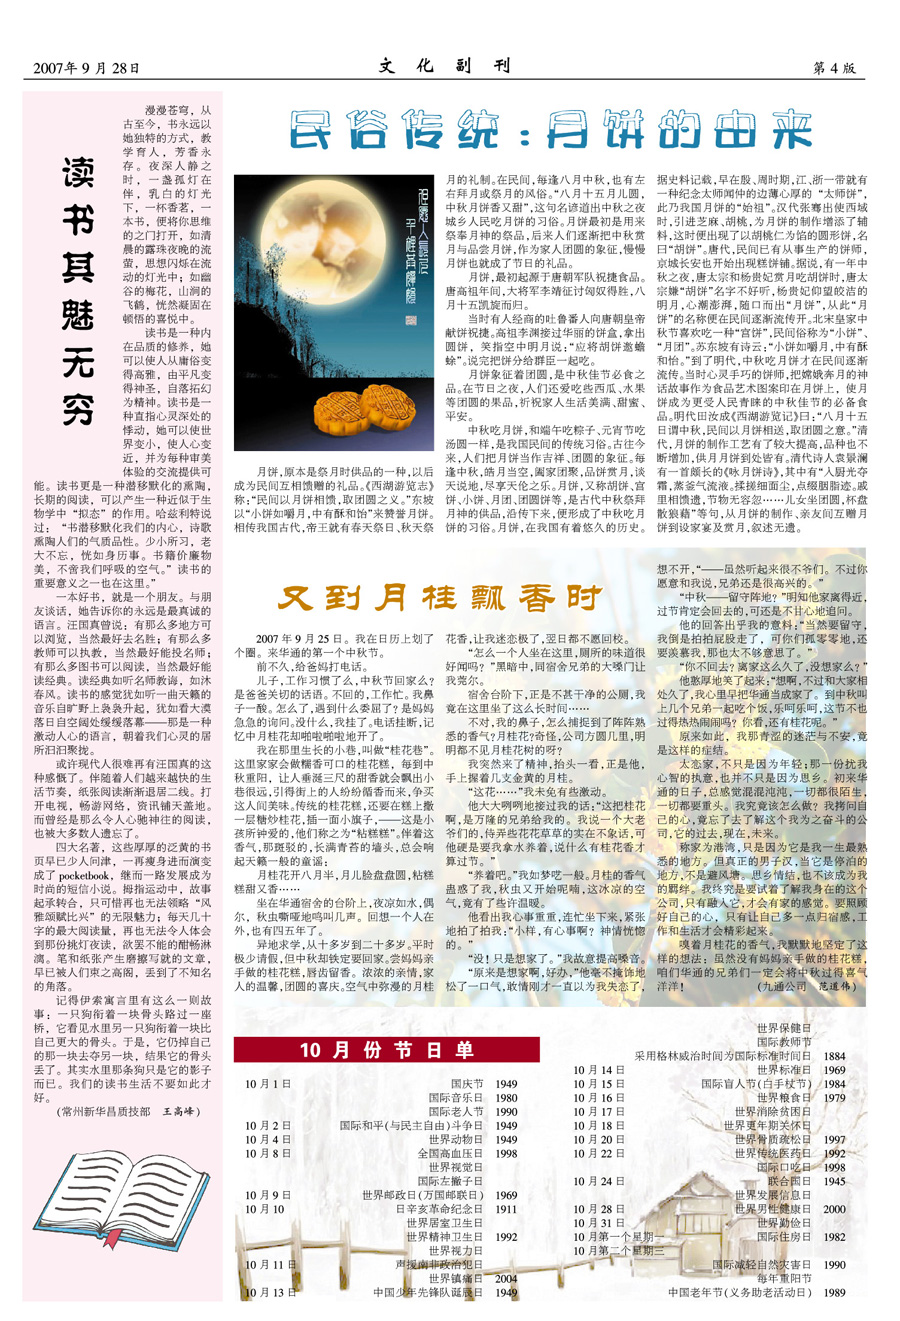 2007年 9 月 28日
文 化 副 刊
第 4 版
读书其魅无穷
漫漫苍穹，从
古至今，书永远以
她独特的方式，教
学育人，芳香永
存。夜深人静之
时，一盏孤灯在
伴，乳白的灯光
下，一杯香茗，一
本书，便将你思维
的之门打开，如清
晨的露珠夜晚的流
萤，思想闪烁在流
动的灯光中；如幽
谷的梅花，山涧的
飞鹤，恍然凝固在
顿悟的喜悦中。
读书是一种内
在品质的修养，她
可以使人从庸俗变
得高雅，由平凡变
得神圣，自落拓幻
为精神。读书是一
种直指心灵深处的
悸动，她可以使世
界变小，使人心变
近，并为每种审美
体验的交流提供可
能。读书更是一种潜移默化的熏陶，
长期的阅读，可以产生一种近似于生
物学中“拟态”的作用。哈兹利特说
过：“书潜移默化我们的内心，诗歌
熏陶人们的气质品性。少小所习，老
大不忘，恍如身历事。书籍价廉物
美，不啻我们呼吸的空气。”读书的
重要意义之一也在这里。”
一本好书，就是一个朋友。与朋
友谈话，她告诉你的永远是最真诚的
语言。汪国真曾说；有那么多地方可
以浏览，当然最好去名胜；有那么多
教师可以执教，当然最好能投名师；
有那么多图书可以阅读，当然最好能
读经典。读经典如听名师教诲，如沐
春风。读书的感觉犹如听一曲天籁的
音乐自旷野上袅袅升起，犹如看大漠
落日自空阔处缓缓落幕——那是一种
激动人心的语言，朝着我们心灵的居
所汩汩聚拢。
或许现代人很难再有汪国真的这
种感慨了。伴随着人们越来越快的生
活节奏，纸张阅读渐渐退居二线。打
开电视，畅游网络，资讯铺天盖地。
而曾经是那么令人心驰神往的阅读，
也被大多数人遗忘了。
四大名著，这些厚厚的泛黄的书
页早已少人问津，一再瘦身进而演变
成了 pocketbook，继而一路发展成为
时尚的短信小说。拇指运动中，故事
起承转合，只可惜再也无法领略“风
雅颂赋比兴”的无限魅力；每天几十
字的最大阅读量，再也无法令人体会
到那份挑灯夜读，欲罢不能的酣畅淋
漓。笔和纸张产生磨擦写就的文章，
早已被人们束之高阁，丢到了不知名
的角落。
记得伊索寓言里有这么一则故
事：一只狗衔着一块骨头路过一座
桥，它看见水里另一只狗衔着一块比
自己更大的骨头。于是，它仍掉自己
的那一块去夺另一块，结果它的骨头
丢了。其实水里那条狗只是它的影子
而已。我们的读书生活不要如此才
好。
（常州新华昌质技部　王高峰）
民俗传统：月饼的由来
月饼，原本是祭月时供品的一种，以后
成为民间互相馈赠的礼品。《西湖游览志》
称：“民间以月饼相馈，取团圆之义。”东坡
以“小饼如嚼月，中有酥和饴”来赞誉月饼。
相传我国古代，帝王就有春天祭日、秋天祭
月的礼制。在民间，每逢八月中秋，也有左
右拜月或祭月的风俗。“八月十五月儿圆，
中秋月饼香又甜”，这句名谚道出中秋之夜
城乡人民吃月饼的习俗。月饼最初是用来
祭奉月神的祭品，后来人们逐渐把中秋赏
月与品尝月饼，作为家人团圆的象征，慢慢
月饼也就成了节日的礼品。
月饼，最初起源于唐朝军队祝捷食品。
唐高祖年间，大将军李靖征讨匈奴得胜，八
月十五凯旋而归。
当时有人经商的吐鲁番人向唐朝皇帝
献饼祝捷。高祖李渊接过华丽的饼盒，拿出
圆饼，笑指空中明月说：“应将胡饼邀蟾
蜍”。说完把饼分给群臣一起吃。
月饼象征着团圆，是中秋佳节必食之
品。在节日之夜，人们还爱吃些西瓜、水果
等团圆的果品，祈祝家人生活美满、甜蜜、
平安。
中秋吃月饼，和端午吃粽子、元宵节吃
汤圆一样，是我国民间的传统习俗。古往今
来，人们把月饼当作吉祥、团圆的象征。每
逢中秋，皓月当空，阖家团聚，品饼赏月，谈
天说地，尽享天伦之乐。月饼，又称胡饼、宫
饼、小饼、月团、团圆饼等，是古代中秋祭拜
月神的供品，沿传下来，便形成了中秋吃月
饼的习俗。月饼，在我国有着悠久的历史。
据史料记载，早在殷、周时期，江、浙一带就有
一种纪念太师闻仲的边薄心厚的 “太师饼”，
此乃我国月饼的“始祖”。汉代张骞出使西域
时，引进芝麻、胡桃，为月饼的制作增添了辅
料，这时便出现了以胡桃仁为馅的圆形饼，名
曰“胡饼”。唐代，民间已有从事生产的饼师，
京城长安也开始出现糕饼铺。据说，有一年中
秋之夜，唐太宗和杨贵妃赏月吃胡饼时，唐太
宗嫌“胡饼”名字不好听，杨贵妃仰望皎洁的
明月，心潮澎湃，随口而出“月饼”，从此“月
饼”的名称便在民间逐渐流传开。北宋皇家中
秋节喜欢吃一种“宫饼”，民间俗称为“小饼”、
“月团”。苏东坡有诗云：“小饼如嚼月，中有酥
和怡。”到了明代，中秋吃月饼才在民间逐渐
流传。当时心灵手巧的饼师，把嫦娥奔月的神
话故事作为食品艺术图案印在月饼上，使月
饼成为更受人民青睐的中秋佳节的必备食
品。明代田汝成《西湖游览记》曰：“八月十五
日谓中秋，民间以月饼相送，取团圆之意。”清
代，月饼的制作工艺有了较大提高，品种也不
断增加，供月月饼到处皆有。清代诗人袁景澜
有一首颇长的《咏月饼诗》，其中有“入厨光夺
霜，蒸釜气流液。揉搓细面尘，点缀胭脂迹。戚
里相馈遗，节物无容忽……儿女坐团圆，杯盘
散狼藉”等句，从月饼的制作、亲友间互赠月
饼到设家宴及赏月，叙述无遗。
又到月桂飘香时
2007 年 9 月 25 日。我在日历上划了
个圈。来华通的第一个中秋节。
前不久，给爸妈打电话。
儿子，工作习惯了么，中秋节回家么？
是爸爸关切的话语。不回的，工作忙。我鼻
子一酸。怎么了，遇到什么委屈了？是妈妈
急急的询问。没什么，我挂了。电话挂断，记
忆中月桂花却啪啦啪啦地开了。
我在那里生长的小巷，叫做“桂花巷”。
这里家家会做糯香可口的桂花糕， 每到中
秋重阳，让人垂涎三尺的甜香就会飘出小
巷很远，引得街上的人纷纷循香而来，争买
这人间美味。传统的桂花糕，还要在糕上撒
一层糖炒桂花，插一面小旗子，——这是小
孩所钟爱的，他们称之为“粘糕糕”。伴着这
香气，那斑驳的，长满青苔的墙头，总会响
起天籁一般的童谣：
月桂花开八月半，月儿脸盘盘圆，粘糕
糕甜又香……
坐在华通宿舍的台阶上，夜凉如水，偶
尔，秋虫嘶哑地鸣叫几声。回想一个人在
外，也有四五年了。
异地求学，从十多岁到二十多岁。平时
极少请假，但中秋却铁定要回家。尝妈妈亲
手做的桂花糕，唇齿留香。浓浓的亲情，家
人的温馨，团圆的喜庆。空气中弥漫的月桂
花香，让我迷恋极了，翌日都不愿回校。
“怎么一个人坐在这里，厕所的味道很
好闻吗？”黑暗中，同宿舍兄弟的大嗓门让
我莞尔。
宿舍台阶下，正是不甚干净的公厕，我
竟在这里坐了这么长时间……
不对，我的鼻子，怎么捕捉到了阵阵熟
悉的香气？月桂花？奇怪，公司方圆几里，明
明都不见月桂花树的呀？
我突然来了精神，抬头一看，正是他，
手上握着几支金黄的月桂。
“这花……”我未免有些激动。
他大大咧咧地接过我的话：“这把桂花
啊，是万隆的兄弟给我的。我说一个大老
爷们的，侍弄些花花草草的实在不象话，可
他硬是要我拿水养着，说什么有桂花香才
算过节。”
“养着吧。”我如梦呓一般。月桂的香气
蛊惑了我，秋虫又开始呢喃，这冰凉的空
气，竟有了些许温暖。
他看出我心事重重，连忙坐下来，紧张
地拍了拍我：“小样，有心事啊？神情恍惚
的。”
“没！只是想家了。”我故意提高嗓音。
“原来是想家啊，好办，”他毫不掩饰地
松了一口气，敢情刚才一直以为我失恋了，
想不开，“——虽然听起来很不爷们。不过你
愿意和我说，兄弟还是很高兴的。”
“中秋——留守阵地？”明知他家离得近，
过节肯定会回去的，可还是不甘心地追问。
他的回答出乎我的意料：“当然要留守，
我倒是拍拍屁股走了，可你们孤零零地，还
要羡慕我，那也太不够意思了。”
“你不回去？离家这么久了，没想家么？”
他憨厚地笑了起来：“想啊，不过和大家相
处久了，我心里早把华通当成家了。到中秋叫
上几个兄弟一起吃个饭，乐呵乐呵，这节不也
过得热热闹闹吗？你看，还有桂花呢。”
原来如此，我那青涩的迷茫与不安，竟
是这样的症结。
太恋家，不只是因为年轻；那一份扰我
心智的执意，也并不只是因为思乡。初来华
通的日子，总感觉混混沌沌，一切都很陌生，
一切都要重头。我究竟该怎么做？我拷问自
己的心，竟忘了去了解这个我为之奋斗的公
司，它的过去，现在，未来。
称家为港湾，只是因为它是我一生最熟
悉的地方。但真正的男子汉，当它是停泊的
地方，不是避风塘。思乡情结，也不该成为我
的羁绊。我终究是要试着了解我身在的这个
公司，只有融入它，才会有家的感觉。要照顾
好自己的心，只有让自己多一点归宿感，工
作和生活才会精彩起来。
嗅着月桂花的香气，我默默地坚定了这
样的想法；虽然没有妈妈亲手做的桂花糕，
咱们华通的兄弟们一定会将中秋过得喜气
洋洋！　（九通公司　范道伟）
10 月 份 节 日 单
10 月 1 日 国庆节 1949
国际音乐日 1980
国际老人节 1990
10 月 2 日 国际和平(与民主自由)斗争日 1949
10 月 4 日 世界动物日 1949
10 月 8 日 全国高血压日 1998
世界视觉日
国际左撇子日
10 月 9 日 世界邮政日(万国邮联日) 1969
10 月 10 日辛亥革命纪念日 1911
世界居室卫生日
世界精神卫生日 1992
世界视力日
10 月 11 日 声援南非政治犯日
世界镇痛日 2004
10 月 13 日 中国少年先锋队诞辰日 1949
世界保健日
国际教师节
采用格林威治时间为国际标准时间日 1884
10 月 14 日 世界标准日 1969
10 月 15 日 国际盲人节(白手杖节) 1984
10 月 16 日 世界粮食日 1979
10 月 17 日 世界消除贫困日
10 月 18 日 世界更年期关怀日
10 月 20 日 世界骨质疏松日 1997
10 月 22 日 世界传统医药日 1992
国际口吃日 1998
10 月 24 日 联合国日 1945
世界发展信息日
10 月 28 日 世界男性健康日 2000
10 月 31 日 世界勤俭日
10 月第一个星期一 国际住房日 1982
10 月第二个星期三
国际减轻自然灾害日 1990
每年重阳节
中国老年节(义务助老活动日) 1989